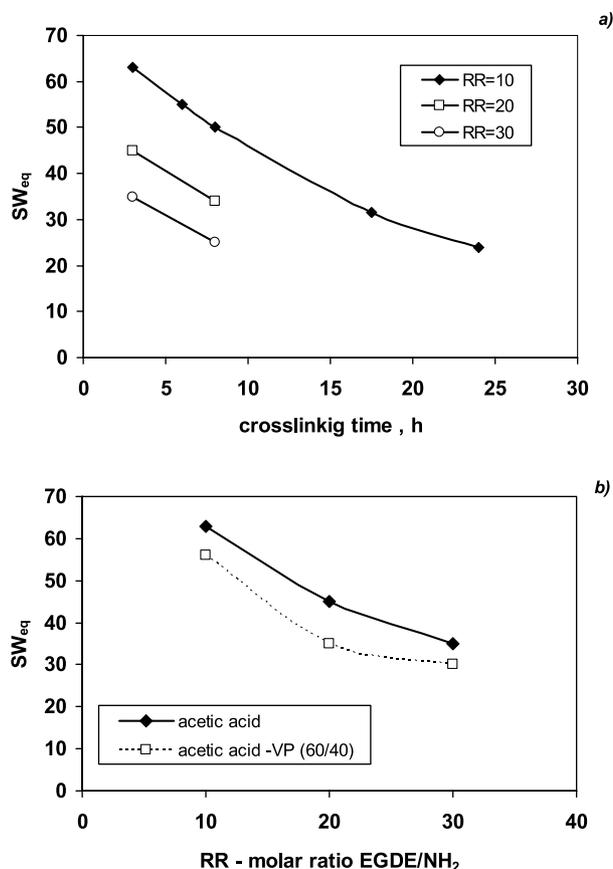 a)
70
60
50
40
30
20
10
0
SWeq
RR=10
RR=20
RR=30
0 5 10 15 20 25 30
crosslinkig time , h
b)
70
60
50
40
30
20
10
0
SWeq
acetic acid
acetic acid -VP (60/40)
0 10 20 30 40
RR - molar ratio EGDE/NH2